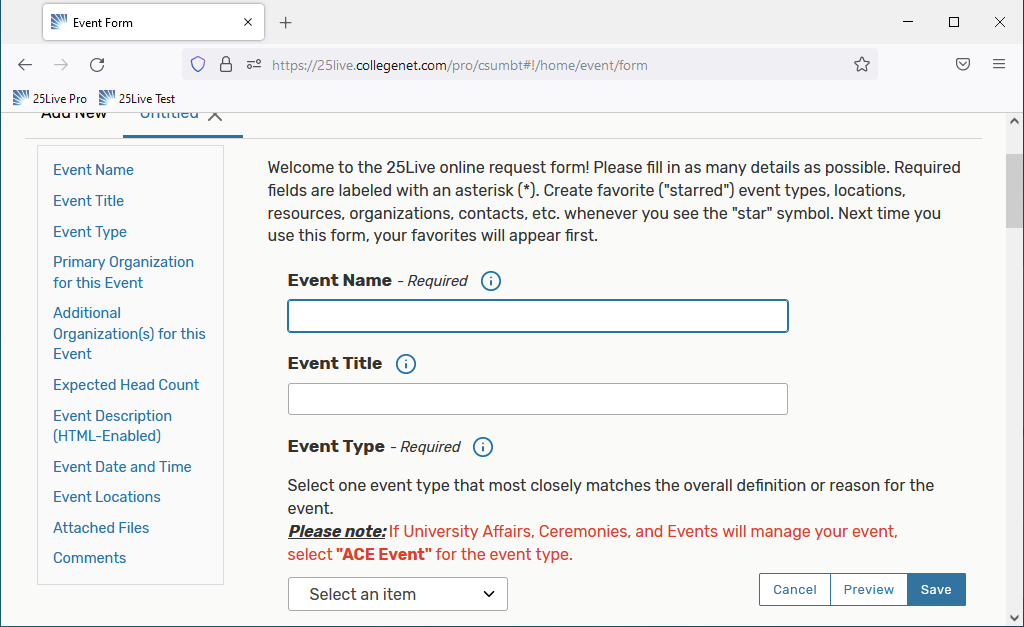 Event Form
https://25live.collegenet.com/pro/csumbt#!/home/event/form
25Live Pro 25Live Test
Add New Untitled
Event Name
Event Title
Event Type
Primary Organization
for this Event
Additional
Organization(s) for this
Event
Expected Head Count
Event Description
(HTML-Enabled)
Event Date and Time
Event Locations
Attached Files
Comments
Welcome to the 25Live online request form! Please fill in as many details as possible. Required
fields are labeled with an asterisk (*). Create favorite ("starred") event types, locations,
resources, organizations, contacts, etc. whenever you see the "star" symbol. Next time you
use this form, your favorites will appear first.
Event Name - Required
Event Title
Event Type - Required
Select one event type that most closely matches the overall definition or reason for the
event.
Please note: If University Affairs, Ceremonies, and Events will manage your event,
select "ACE Event" for the event type.
Select an item
Cancel Preview Save